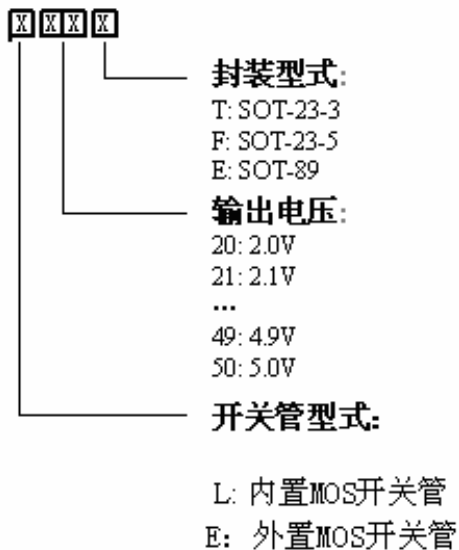 X X X X
封装型式:
T: SOT-23-3
F: SOT-23-5
E: SOT-89
输出电压:
20: 2.0V
21: 2.1V
...
49: 4.9V
50: 5.0V
开关管型式:
L: 内置MOS开关管
E: 外置MOS开关管